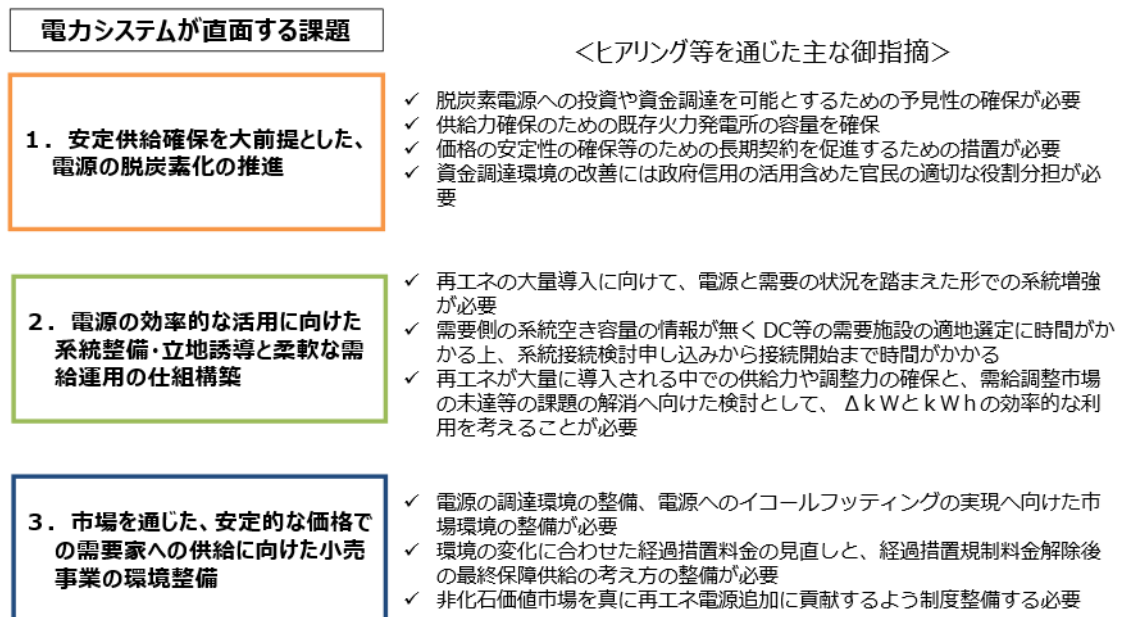 電力システムが直面する課題
＜ヒアリング等を通じた主な御指摘＞
1．安定供給確保を大前提とした、
電源の脱炭素化の推進
✓ 脱炭素電源への投資や資金調達を可能とするための予見性の確保が必要
✓ 供給力確保のための既存火力発電所の容量を確保
✓ 価格の安定性の確保等のための長期契約を促進するための措置が必要
✓ 資金調達環境の改善には政府信用の活用含めた官民の適切な役割分担が必
要
2．電源の効率的な活用に向けた
系統整備・立地誘導と柔軟な需
給運用の仕組構築
✓ 再エネの大量導入に向けて、電源と需要の状況を踏まえた形での系統増強
が必要
✓ 需要側の系統空き容量の情報が無くDC等の需要施設の適地選定に時間がか
かる上、系統接続検討申し込みから接続開始まで時間がかかる
✓ 再エネが大量に導入される中での供給力や調整力の確保と、需給調整市場
の未達等の課題の解消へ向けた検討として、ΔｋＷとｋＷｈの効率的な利
用を考えることが必要
3．市場を通じた、安定的な価格で
の需要家への供給に向けた小売
事業の環境整備
✓ 電源の調達環境の整備、電源へのイコールフッティングの実現へ向けた市
場環境の整備が必要
✓ 環境の変化に合わせた経過措置料金の見直しと、経過措置規制料金解除後
の最終保障供給の考え方の整備が必要
✓ 非化石価値市場を真に再エネ電源追加に貢献するよう制度整備する必要